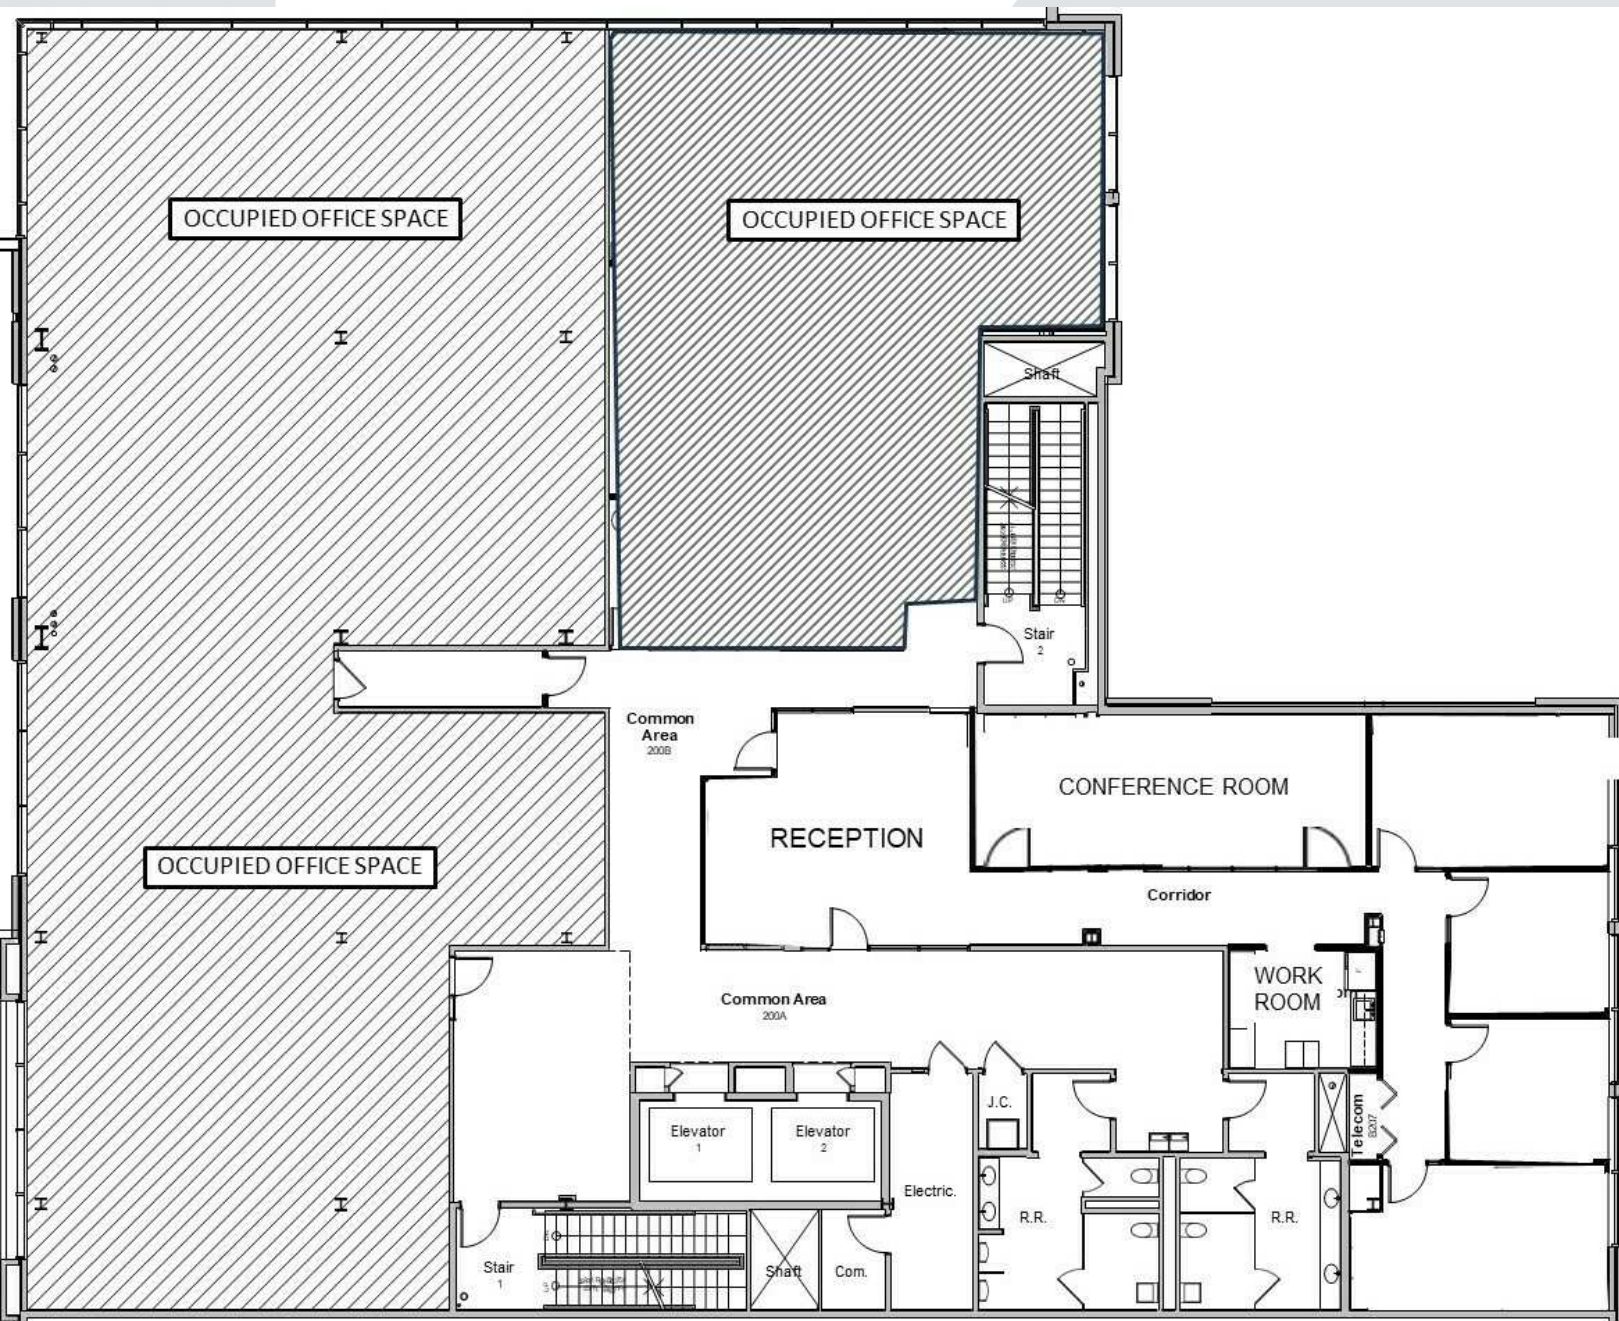 OCCUPIED OFFICE SPACE
OCCUPIED OFFICE SPACE
Shaft
Stair
2
Common
Area
200B
CONFERENCE ROOM
RECEPTION
OCCUPIED OFFICE SPACE
Corridor
WORK
ROOM
Common Area
200A
J.C.
Telecom
B207
Elevator
1
Elevator
2
Electric.
R.R.
R.R.
Stair
1
Shaft
Com.